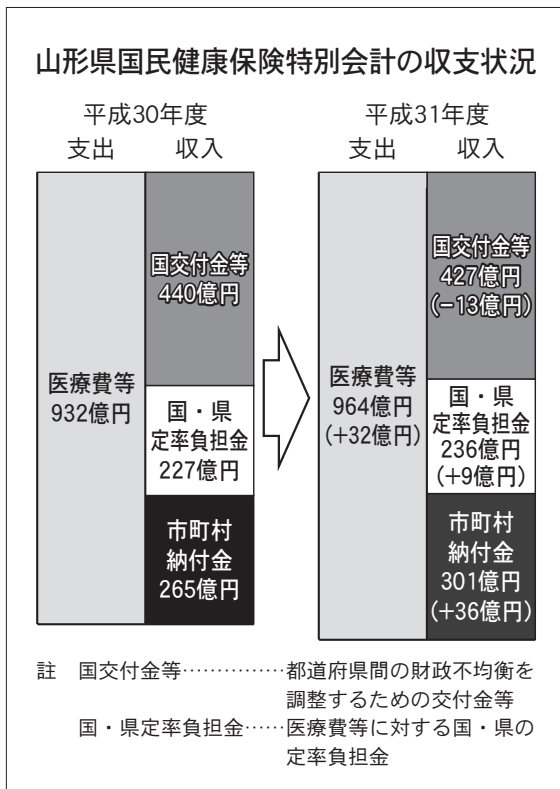 山形県国民健康保険特別会計の収支状況
平成30年度
支出 収入
国交付金等
440億円
医療費等
932億円
国・県
定率負担金
227億円
市町村
納付金
265億円
平成31年度
支出 収入
国交付金等
427億円
(−13億円)
医療費等
964億円
(+32億円)
国・県
定率負担金
236億円
(+9億円)
市町村
納付金
301億円
(+36億円)
註 国交付金等……………都道府県間の財政不均衡を
調整するための交付金等
国・県定率負担金……医療費等に対する国・県の
定率負担金